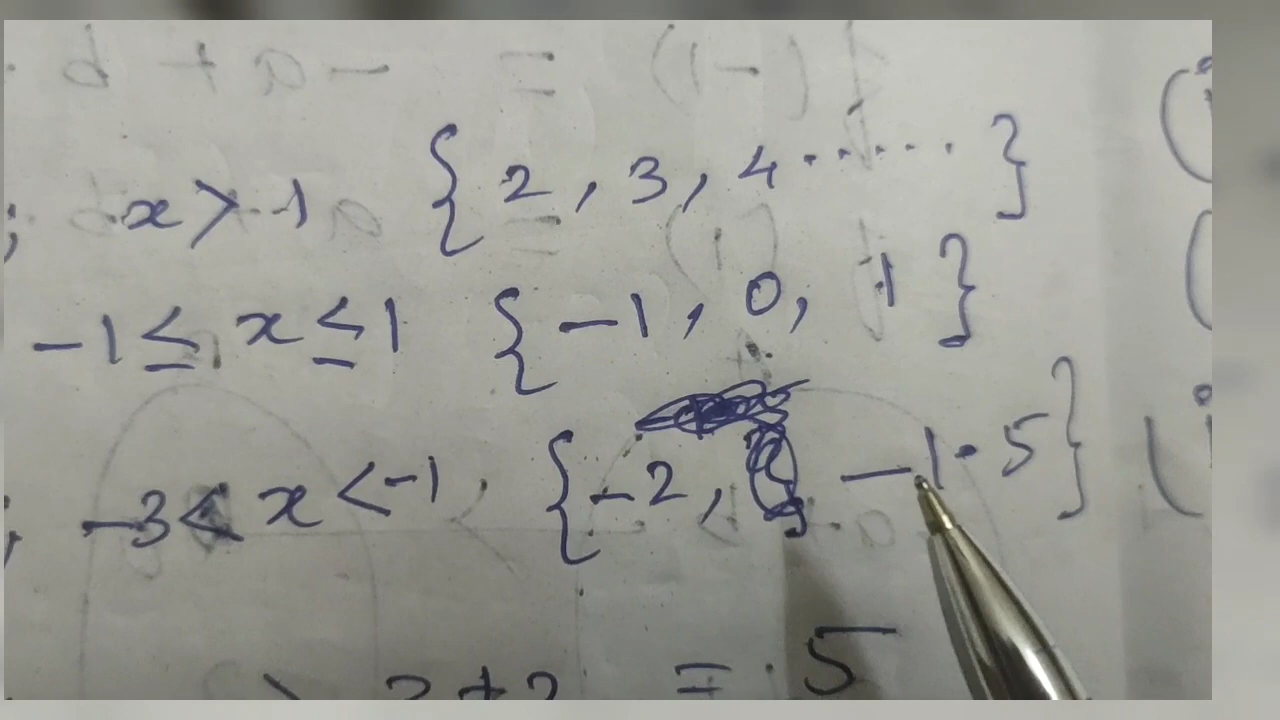 ; x > 1 { 2 , 3 , 4 ...... }
-1 ≤ x ≤ 1 { -1 , 0 , 1 }
; -3 < x < -1 { -2 , -1.5 }
= 5